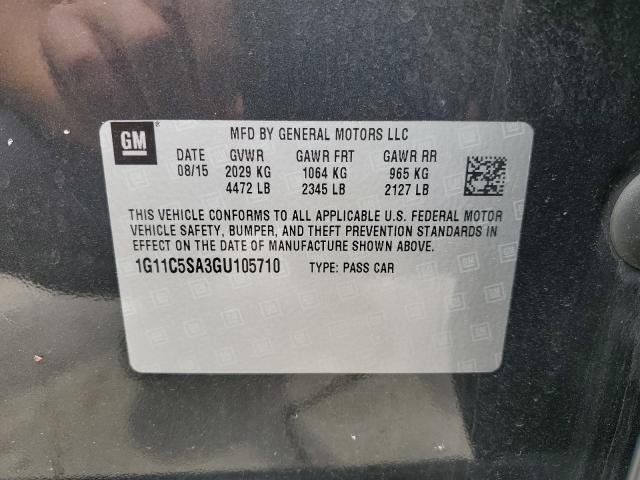 GM
MFD BY GENERAL MOTORS LLC
DATE GVWR GAWR FRT GAWR RR
08/15 2029 KG 1064 KG 965 KG
4472 LB 2345 LB 2127 LB
THIS VEHICLE CONFORMS TO ALL APPLICABLE U.S. FEDERAL MOTOR
VEHICLE SAFETY, BUMPER, AND THEFT PREVENTION STANDARDS IN
EFFECT ON THE DATE OF MANUFACTURE SHOWN ABOVE.
1G11C5SA3GU105710 TYPE: PASS CAR